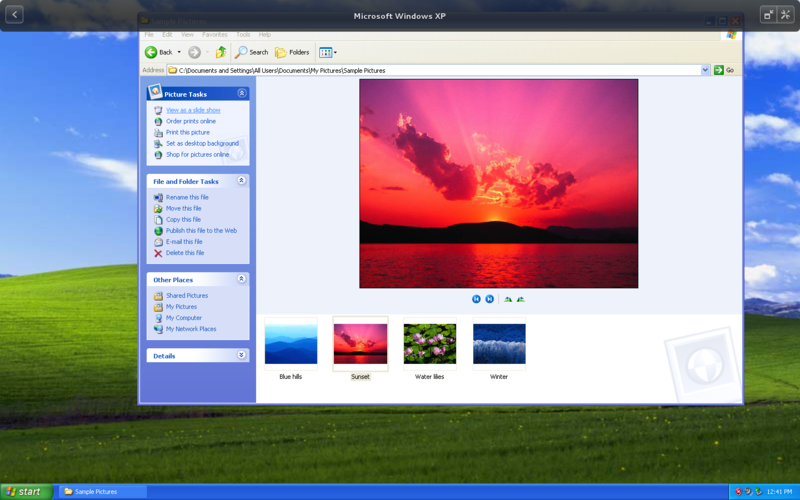 Microsoft Windows XP
Sample Pictures
File Edit View Favorites Tools Help
Back Search Folders
Address C:\Documents and Settings\All Users\Documents\My Pictures\Sample Pictures Go
Picture Tasks
View as a slide show
Order prints online
Print this picture
Set as desktop background
Shop for pictures online
File and Folder Tasks
Rename this file
Move this file
Copy this file
Publish this file to the Web
E-mail this file
Delete this file
Other Places
Shared Pictures
My Pictures
My Computer
My Network Places
Details
Blue hills Sunset Water lilies Winter
start Sample Pictures 12:41 PM